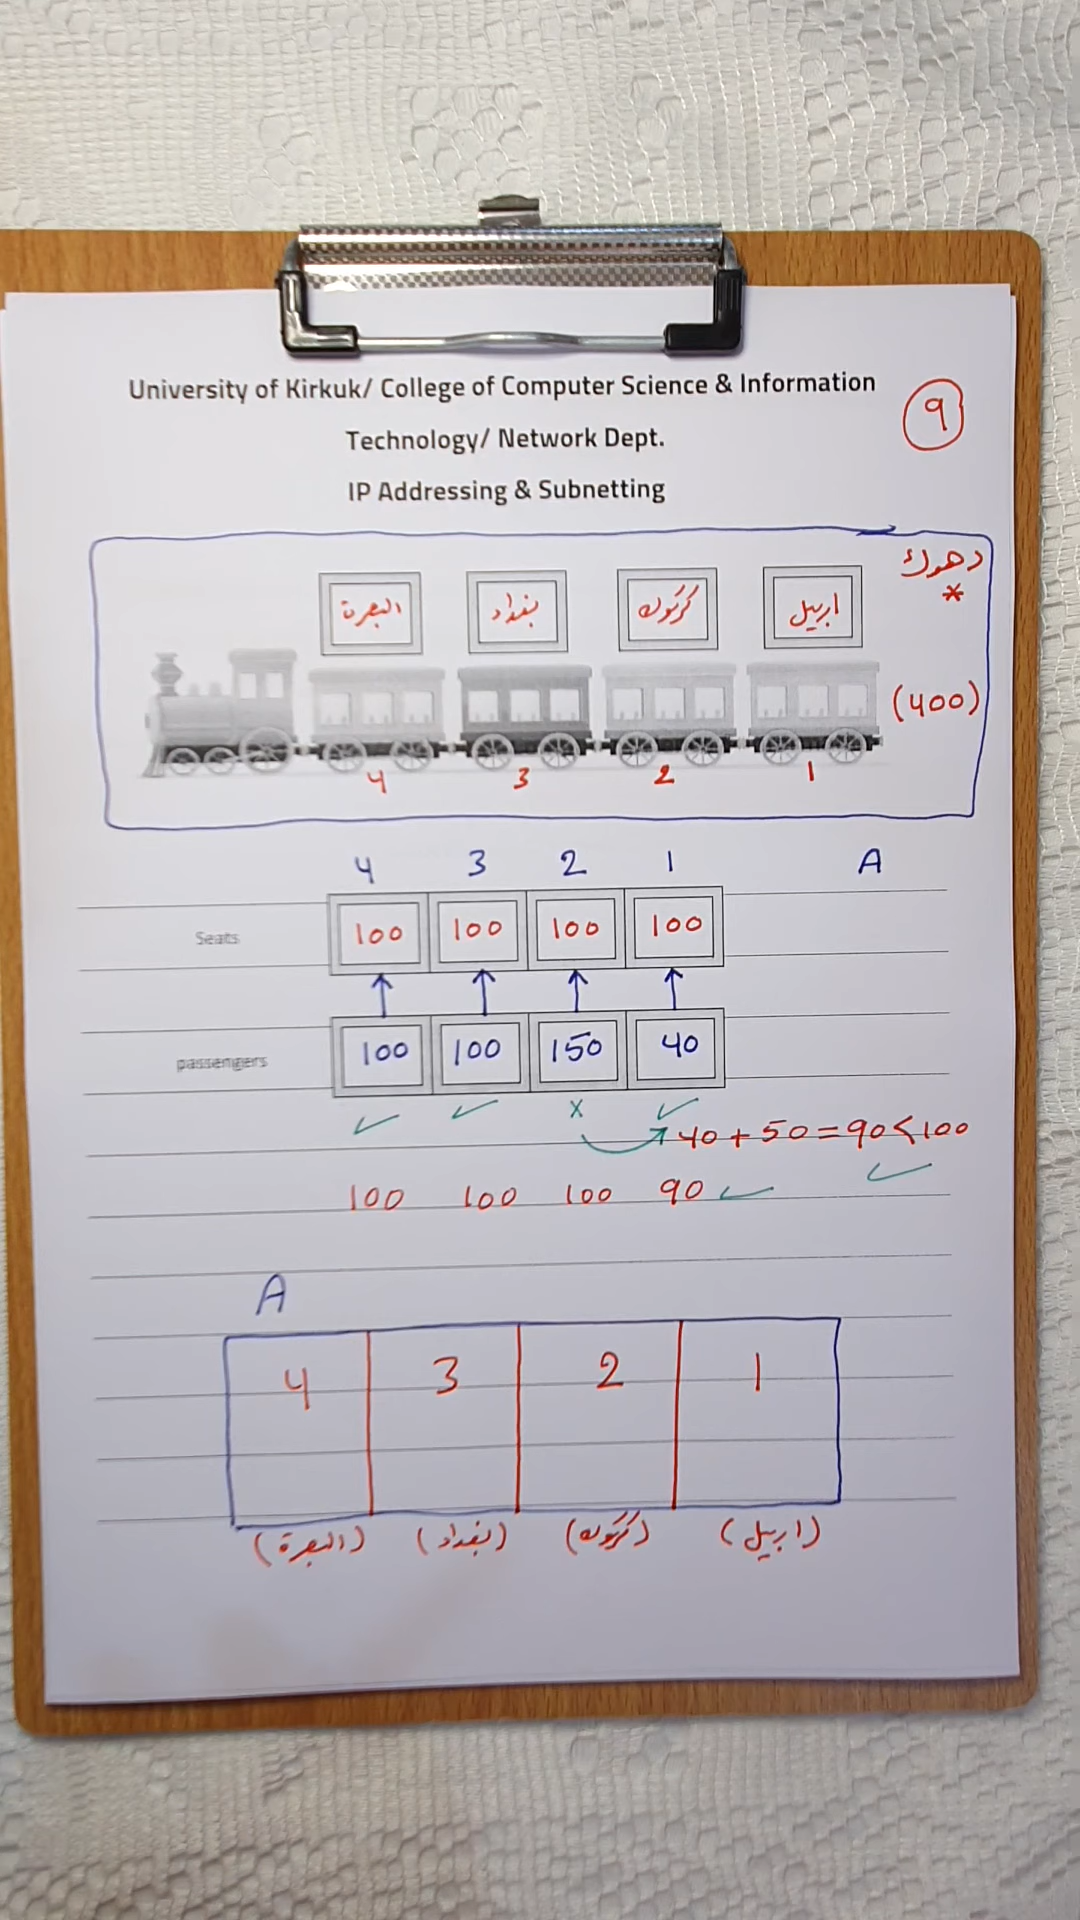 University of Kirkuk/ College of Computer Science & Information
Technology/ Network Dept.
IP Addressing & Subnetting
9
دهوك
*
البصرة بغداد كركوك اربيل
(400)
4 3 2 1
4 3 2 1 A
Seats 100 100 100 100
passengers 100 100 150 40
✓ ✓ x ✓
40 + 50 = 90 < 100
✓
100 100 100 90 ✓
A
4 3 2 1
(البصرة) (بغداد) (كركوك) (اربيل)